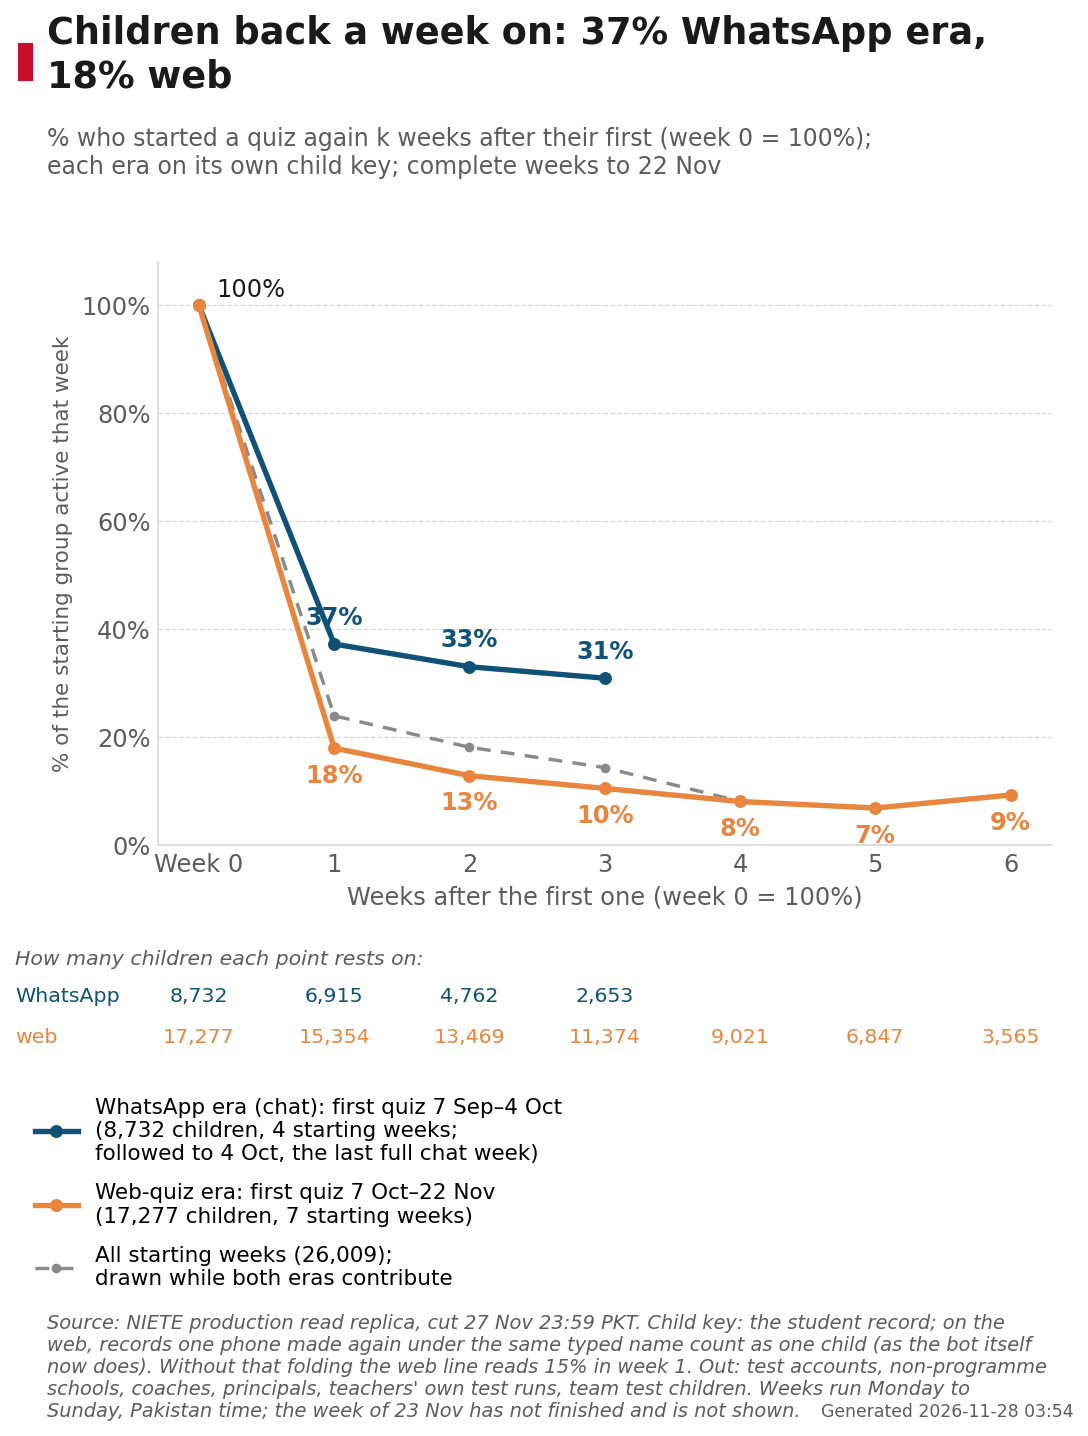 Children back a week on: 37% WhatsApp era,
18% web
% who started a quiz again k weeks after their first (week 0 = 100%);
each era on its own child key; complete weeks to 22 Nov
100%
100%
80%
60%
40%
20%
0%
% of the starting group active that week
37%
33%
31%
18%
13%
10%
8%
7%
9%
Week 0 1 2 3 4 5 6
Weeks after the first one (week 0 = 100%)
How many children each point rests on:
WhatsApp 8,732 6,915 4,762 2,653
web 17,277 15,354 13,469 11,374 9,021 6,847 3,565
WhatsApp era (chat): first quiz 7 Sep–4 Oct
(8,732 children, 4 starting weeks;
followed to 4 Oct, the last full chat week)
Web-quiz era: first quiz 7 Oct–22 Nov
(17,277 children, 7 starting weeks)
All starting weeks (26,009);
drawn while both eras contribute
Source: NIETE production read replica, cut 27 Nov 23:59 PKT. Child key: the student record; on the
web, records one phone made again under the same typed name count as one child (as the bot itself
now does). Without that folding the web line reads 15% in week 1. Out: test accounts, non-programme
schools, coaches, principals, teachers' own test runs, team test children. Weeks run Monday to
Sunday, Pakistan time; the week of 23 Nov has not finished and is not shown.
Generated 2026-11-28 03:54